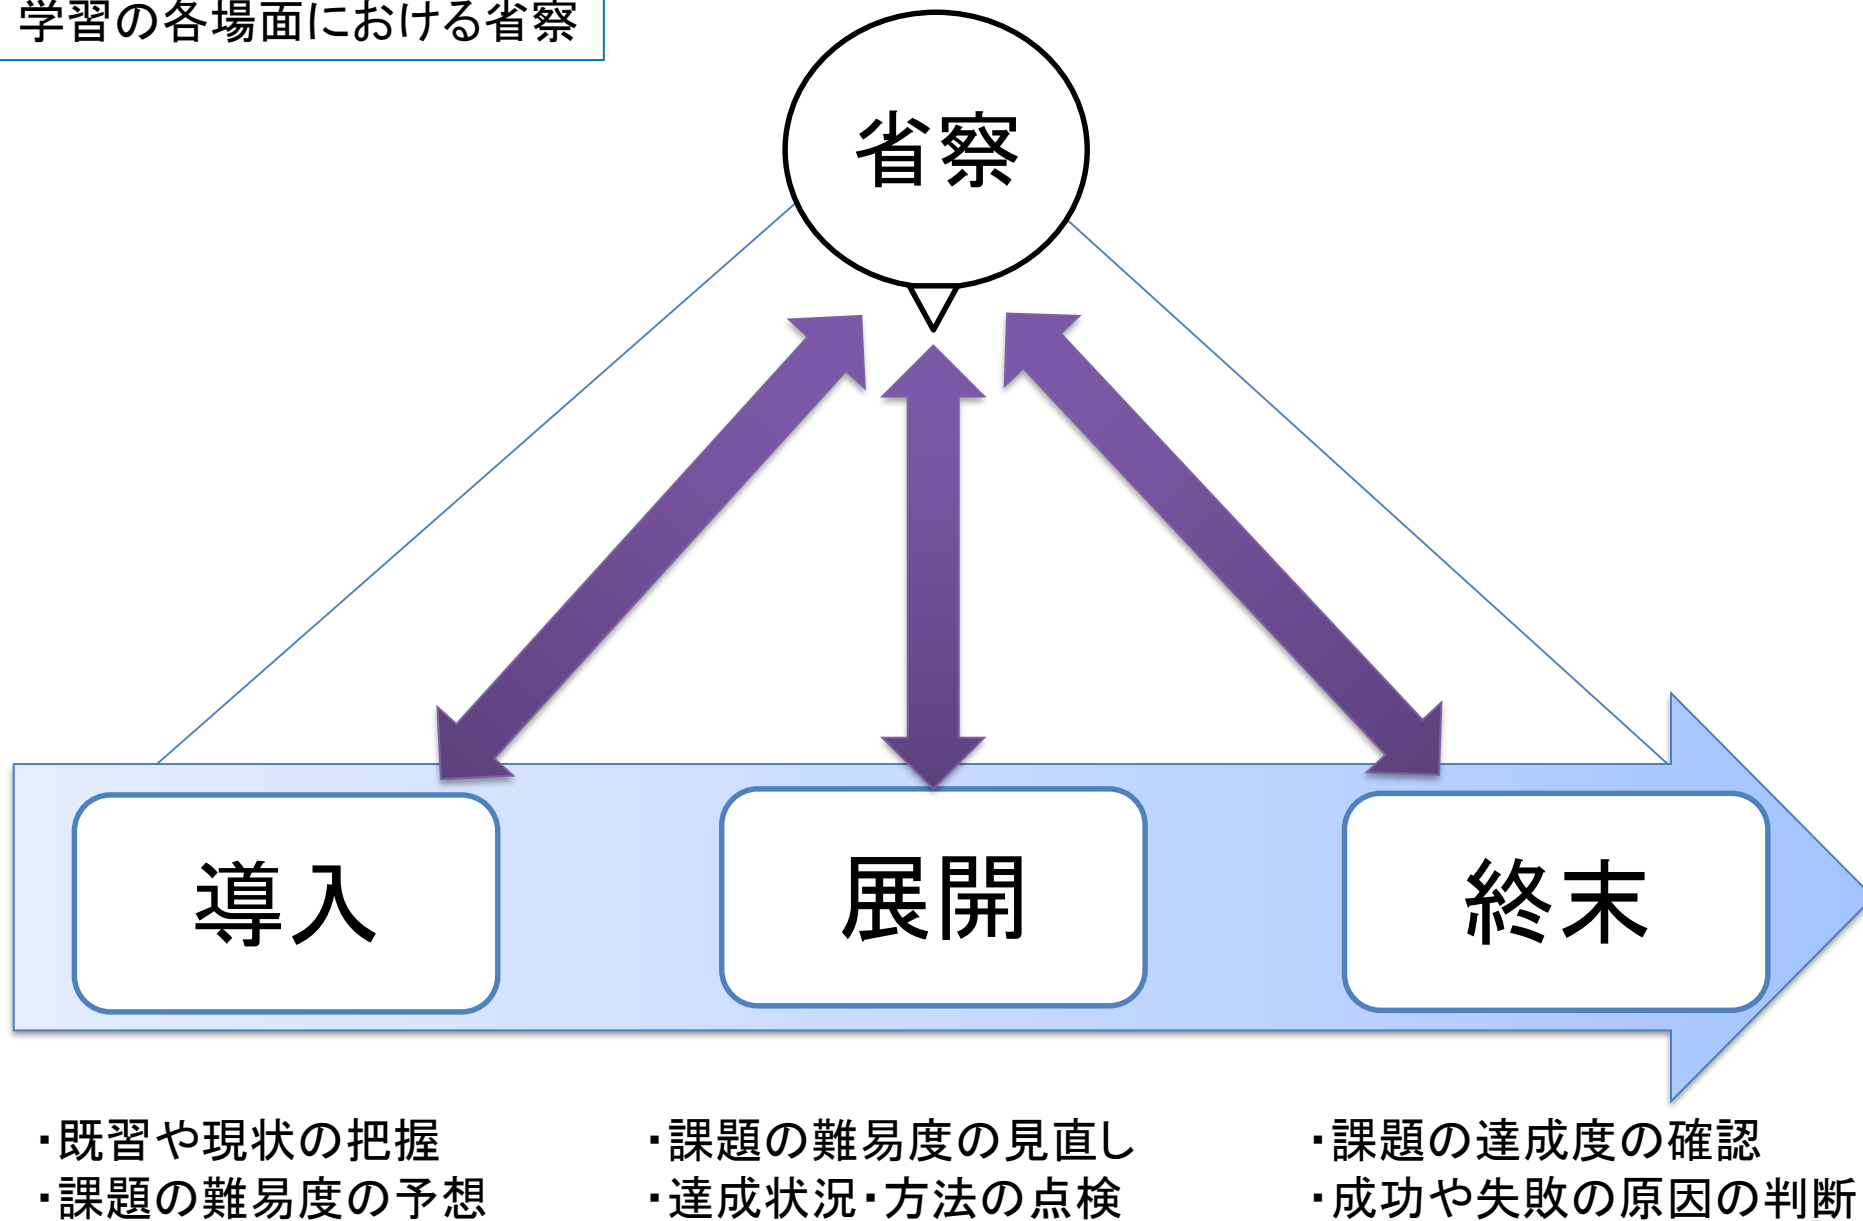 学習の各場面における省察
省察
導入
展開
終末
・既習や現状の把握
・課題の難易度の予想
・課題の難易度の見直し
・達成状況・方法の点検
・課題の達成度の確認
・成功や失敗の原因の判断